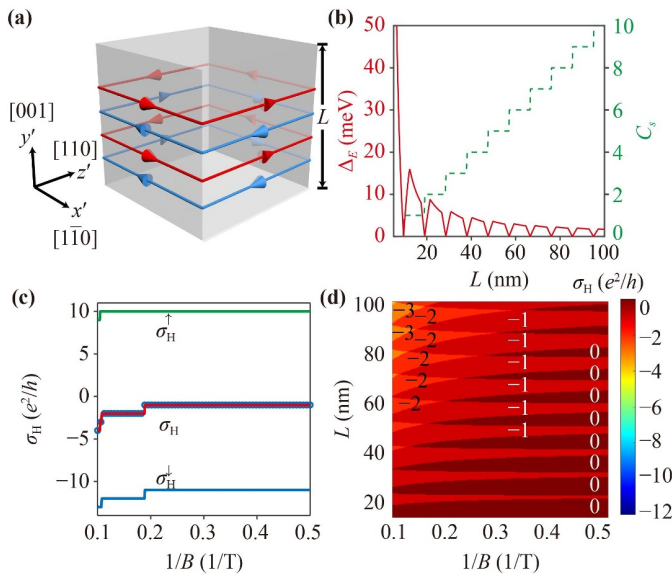 (a)
L
[001]
y′
[110]
z′
x′
[11̄0]
(b)
50
40
30
20
10
0
Δ_E (meV)
10
8
6
4
2
C_s
20 40 60 80 100
L (nm)
(c)
10
5
0
−5
−10
σ_H (e²/h)
σ_H^↑
σ_H
σ_H^↓
0.1 0.2 0.3 0.4 0.5
1/B (1/T)
(d)
σ_H (e²/h)
100
80
60
40
20
L (nm)
−3 −2 −1
−3 −2 −1
−2 −1 0
−2 −1 0
−2 −1 0
−1 0
0
0
0
0.1 0.2 0.3 0.4 0.5
1/B (1/T)
0
−2
−4
−6
−8
−10
−12